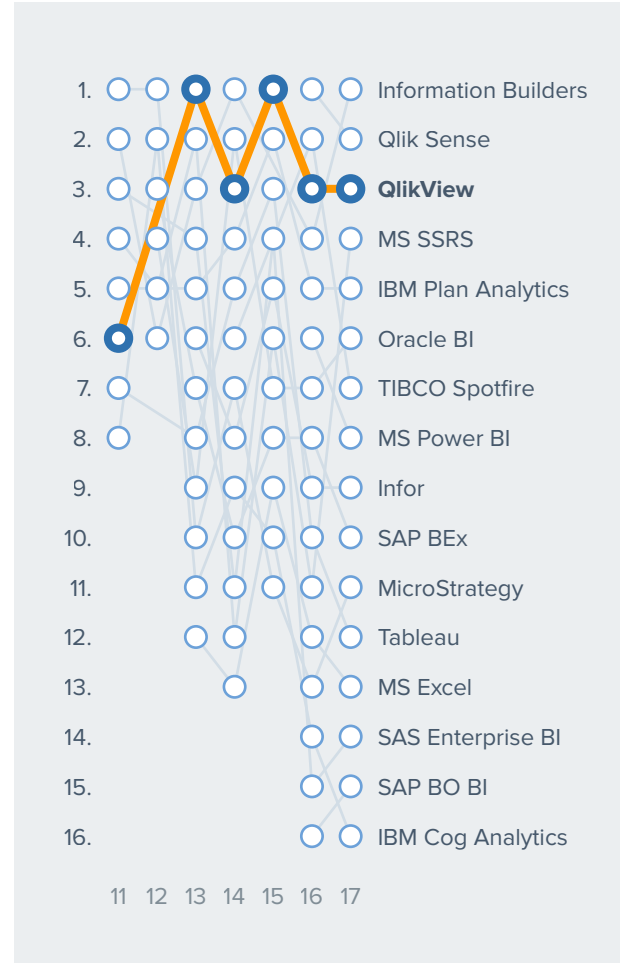 1. Information Builders
2. Qlik Sense
3. QlikView
4. MS SSRS
5. IBM Plan Analytics
6. Oracle BI
7. TIBCO Spotfire
8. MS Power BI
9. Infor
10. SAP BEx
11. MicroStrategy
12. Tableau
13. MS Excel
14. SAS Enterprise BI
15. SAP BO BI
16. IBM Cog Analytics
11 12 13 14 15 16 17